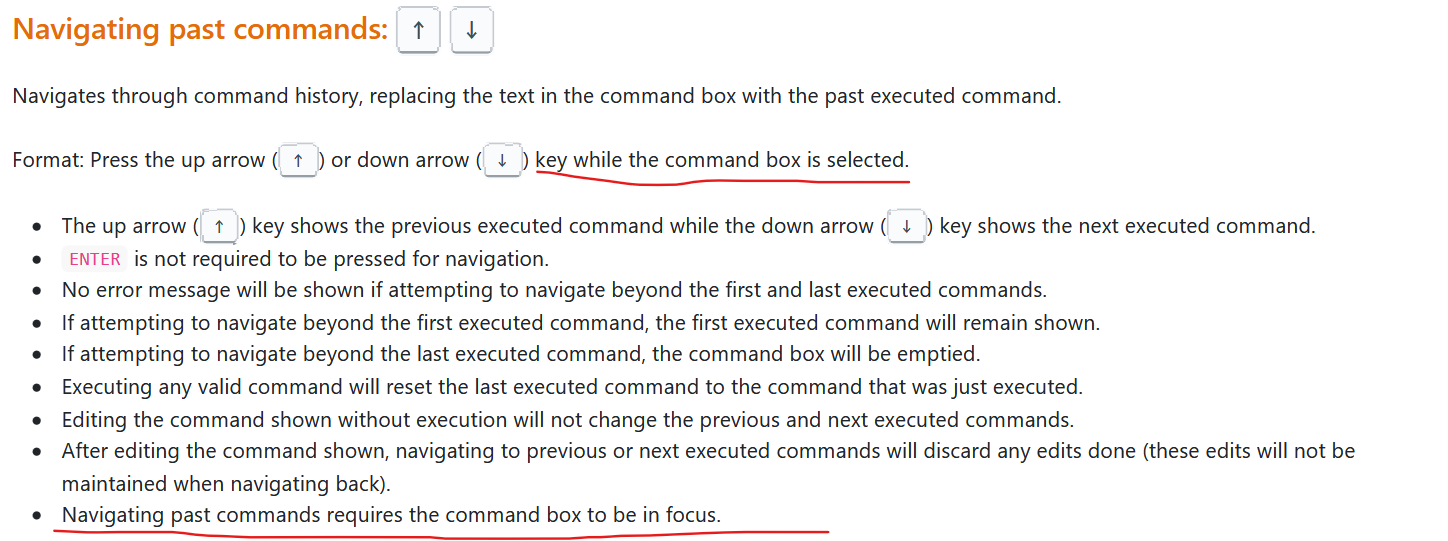 Navigating past commands: ↑ ↓
Navigates through command history, replacing the text in the command box with the past executed command.
Format: Press the up arrow ( ↑ ) or down arrow ( ↓ ) key while the command box is selected.
• The up arrow ( ↑ ) key shows the previous executed command while the down arrow ( ↓ ) key shows the next executed command.
• ENTER is not required to be pressed for navigation.
• No error message will be shown if attempting to navigate beyond the first and last executed commands.
• If attempting to navigate beyond the first executed command, the first executed command will remain shown.
• If attempting to navigate beyond the last executed command, the command box will be emptied.
• Executing any valid command will reset the last executed command to the command that was just executed.
• Editing the command shown without execution will not change the previous and next executed commands.
• After editing the command shown, navigating to previous or next executed commands will discard any edits done (these edits will not be
maintained when navigating back).
• Navigating past commands requires the command box to be in focus.